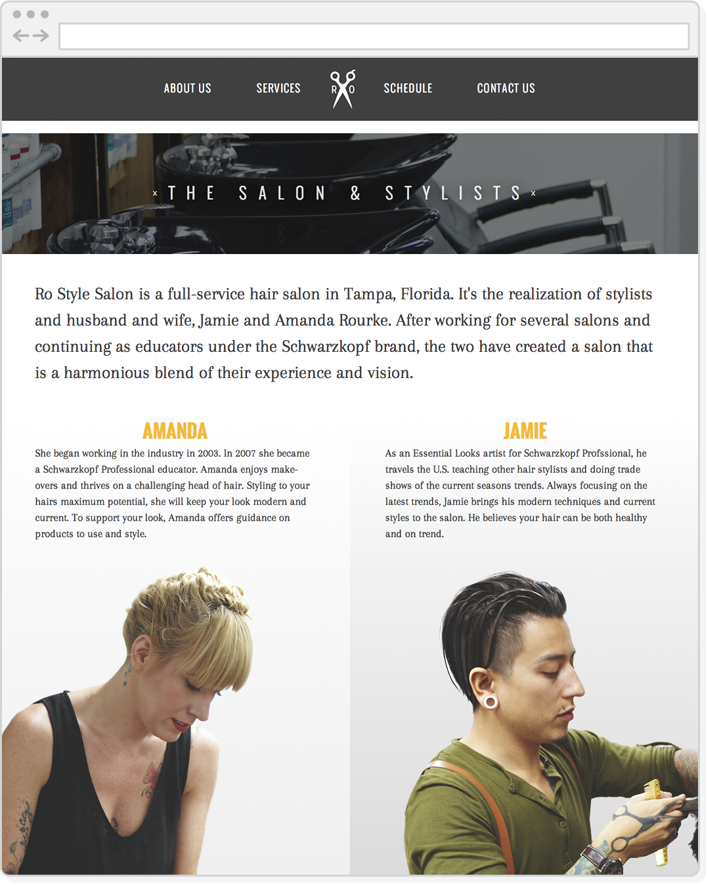 ABOUT US SERVICES R O SCHEDULE CONTACT US
x THE SALON & STYLISTS x
Ro Style Salon is a full-service hair salon in Tampa, Florida. It's the realization of stylists
and husband and wife, Jamie and Amanda Rourke. After working for several salons and
continuing as educators under the Schwarzkopf brand, the two have created a salon that
is a harmonious blend of their experience and vision.
AMANDA
She began working in the industry in 2003. In 2007 she became
a Schwarzkopf Professional educator. Amanda enjoys make-
overs and thrives on a challenging head of hair. Styling to your
hairs maximum potential, she will keep your look modern and
current. To support your look, Amanda offers guidance on
products to use and style.
JAMIE
As an Essential Looks artist for Schwarzkopf Profssional, he
travels the U.S. teaching other hair stylists and doing trade
shows of the current seasons trends. Always focusing on the
latest trends, Jamie brings his modern techniques and current
styles to the salon. He believes your hair can be both healthy
and on trend.